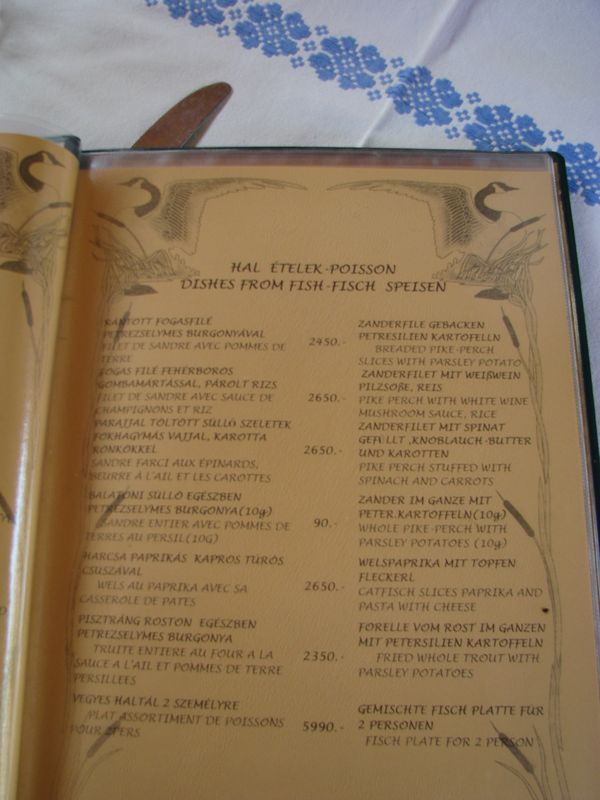 HAL ÉTELEK-POISSON
DISHES FROM FISH-FISCH SPEISEN
RÁNTOTT FOGASFILÉ
PETREZSELYMES BURGONYÁVAL
FILET DE SANDRE AVEC POMMES DE
TERRE
2450.-
ZANDERFILE GEBACKEN
PETRESILIEN KARTOFELLN
BREADED PIKE-PERCH
SLICES WITH PARSLEY POTATO
FOGAS FILÉ FEHÉRBOROS
GOMBAMÁRTÁSSAL, PÁROLT RIZS
FILET DE SANDRE AVEC SAUCE DE
CHAMPIGNONS ET RIZ
2650.-
ZANDERFILET MIT WEIßWEIN
PILZSOßE, REIS
PIKE PERCH WITH WHITE WINE
MUSHROOM SAUCE, RICE
PARAJJAL TÖLTÖTT SÜLLŐ SZELETEK
FOKHAGYMÁS VAJJAL, KAROTTA
RONKÖKKEL
SANDRE FARCI AUX ÉPINARDS,
BEURRE À L'AIL ET LES CAROTTES
2650.-
ZANDERFILET MIT SPINAT
GEFÜLLT ,KNOBLAUCH-BUTTER
UND KAROTTEN
PIKE PERCH STUFFED WITH
SPINACH AND CARROTS
BALATONI SÜLLŐ EGÉSZBEN
PETREZSELYMES BURGONYA(10g)
SANDRE ENTIER AVEC POMMES DE
TERRES AU PERSIL(10G)
90.-
ZANDER IM GANZE MIT
PETER.KARTOFFELN(10g)
WHOLE PIKE-PERCH WITH
PARSLEY POTATOES (10g)
HARCSA PAPRIKÁS KAPROS TÚRÓS
CSUSZÁVAL
WELS AU PAPRIKA AVEC SA
CASSEROLE DE PATES
2650.-
WELSPAPRIKA MIT TOPFEN
FLECKERL
CATFISCH SLICES PAPRIKA AND
PASTA WITH CHEESE
PISZTRÁNG ROSTON EGÉSZBEN
PETREZSELYMES BURGONYA
TRUITE ENTIERE AU FOUR A LA
SAUCE A L'AIL ET POMMES DE TERRE
PERSILLEES
2350.-
FORELLE VOM ROST IM GANZEN
MIT PETERSILIEN KARTOFFELN
FRIED WHOLE TROUT WITH
PARSLEY POTATOES
VEGYES HALTÁL 2 SZEMÉLYRE
PLAT ASSORTIMENT DE POISSONS
POUR 2PERS
5990.-
GEMISCHTE FISCH PLATTE FÜR
2 PERSONEN
FISCH PLATE FOR 2 PERSON